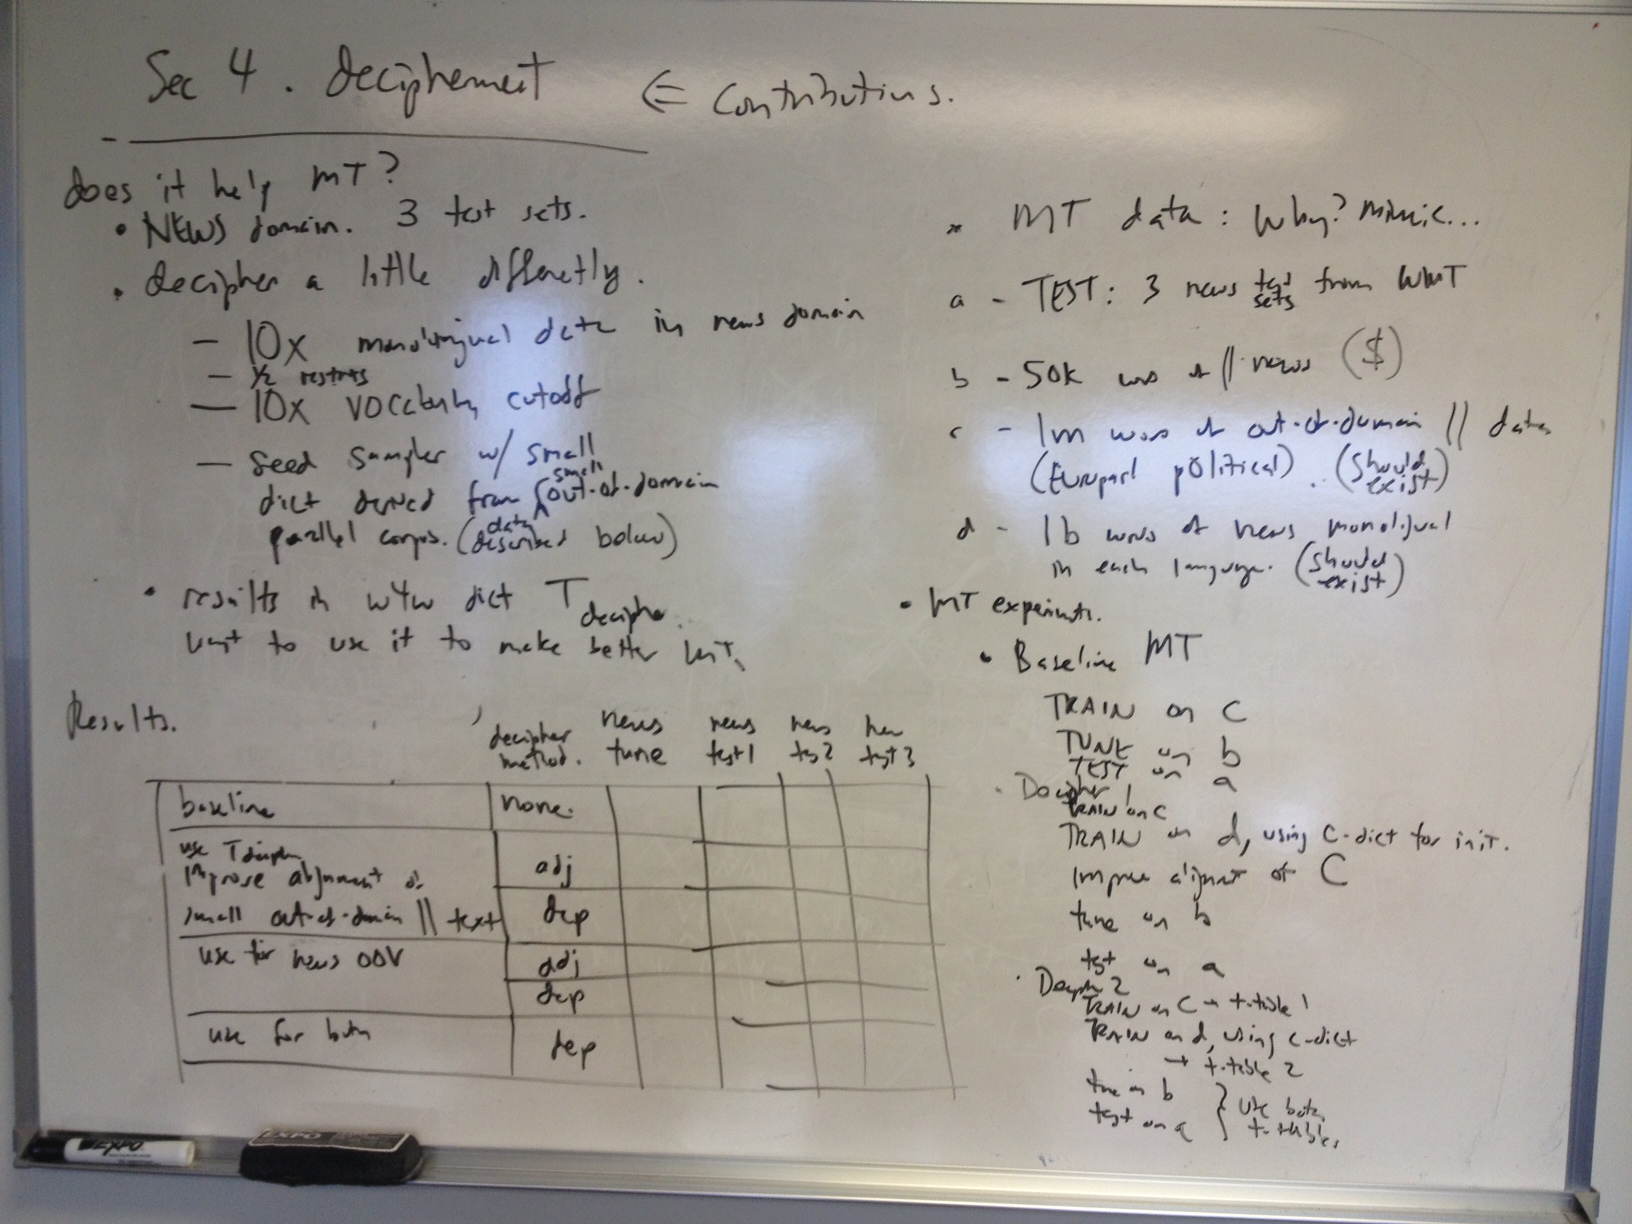 Sec 4. decipherment ⇐ Contributions.
does it help MT?
• NEWS domain. 3 test sets.
• decipher a little differently.
– 10x monolingual data in news domain
– 1/2 restarts
– 10x vocabulary cutoff
– seed sampler w/ small
dict derived from small out-of-domain
parallel corpus. (data described below)
• results in w4w dict T decipher.
want to use it to make better MT.
* MT data: Why? Mimic...
a – TEST: 3 news test sets from WMT
b – 50K wds of // news ($)
c – 1m words of out-of-domain // data
(Europarl political). (should exist)
d – 1b words of news monolingual
in each language. (should exist)
• MT experiments.
• Baseline MT
TRAIN on C
TUNE on b
TEST on a
• Decipher 1
TRAIN on C
TRAIN on d, using C-dict for init.
improve alignment of C
tune on b
test on a
• Decipher 2
TRAIN on C → t-table 1
TRAIN on d, using c-dict
→ t-table 2
tune on b
test on a } use both t-tables
Results.
decipher method. news tune news test1 news test2 new test3
baseline none.
use Tdecipher
improve alignment of adj
small out-of-domain // text dep
use for news OOV adj
dep
use for both dep
EXPO
EXPO